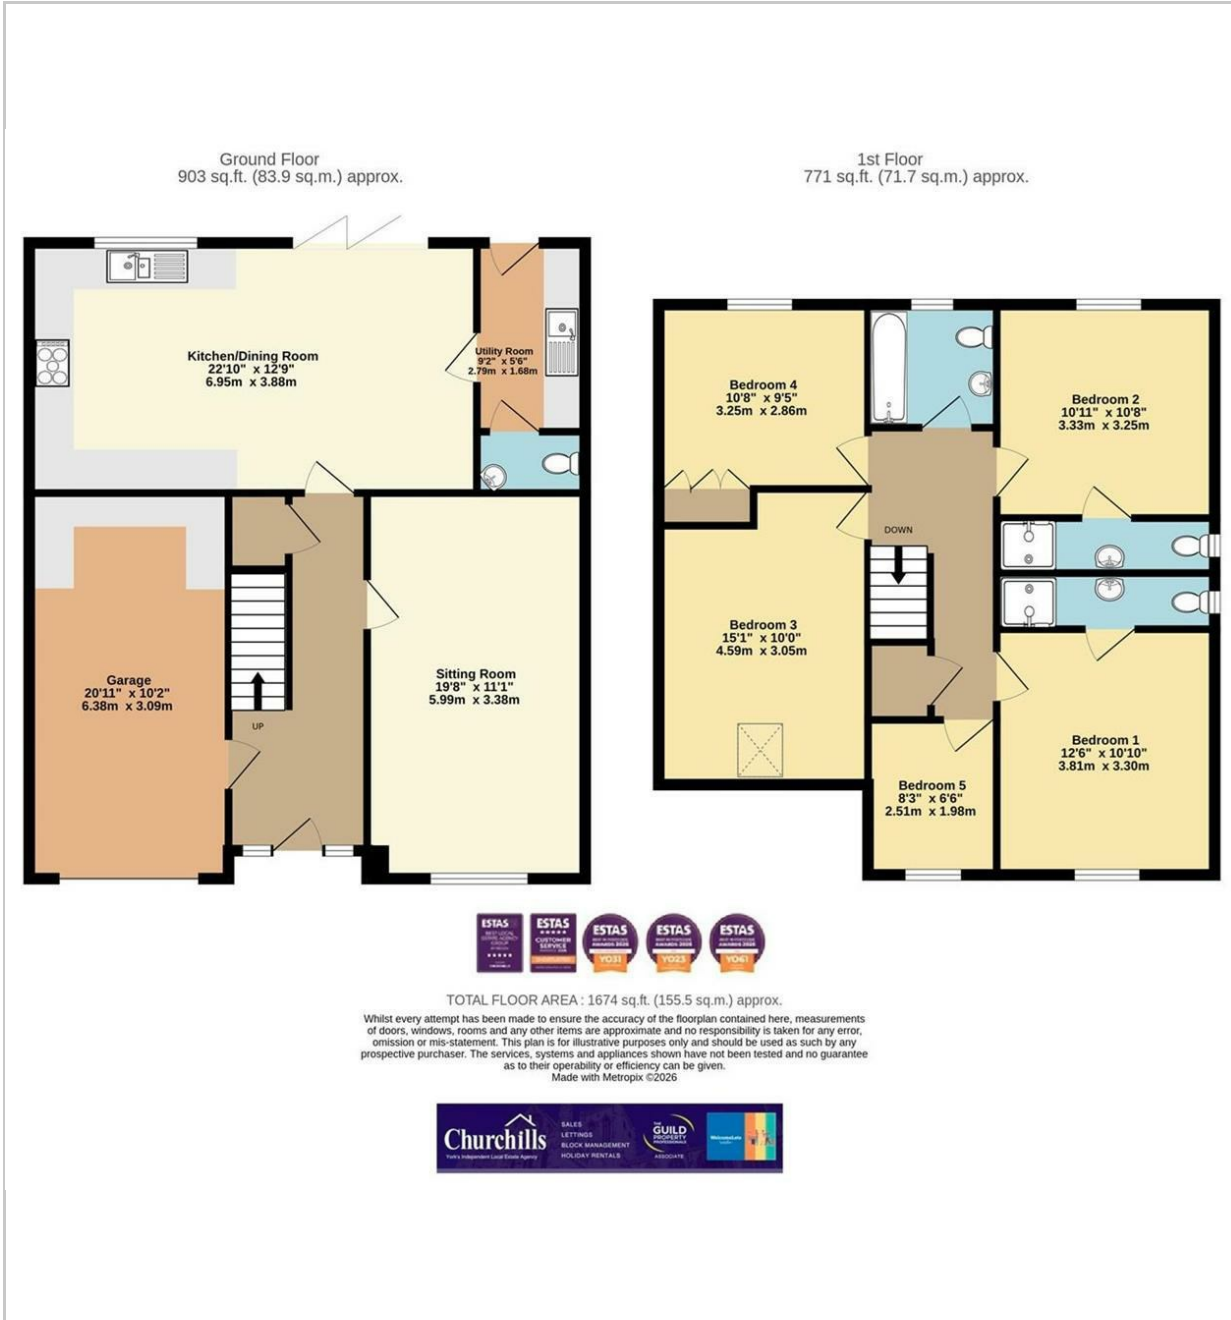 Ground Floor
903 sq.ft. (83.9 sq.m.) approx.
1st Floor
771 sq.ft. (71.7 sq.m.) approx.
Kitchen/Dining Room
22'10" x 12'9"
6.95m x 3.88m
Utility Room
9'2" x 5'6"
2.79m x 1.68m
Garage
20'11" x 10'2"
6.38m x 3.09m
UP
Sitting Room
19'8" x 11'1"
5.99m x 3.38m
Bedroom 4
10'8" x 9'5"
3.25m x 2.86m
Bedroom 2
10'11" x 10'8"
3.33m x 3.25m
DOWN
Bedroom 3
15'1" x 10'0"
4.59m x 3.05m
Bedroom 1
12'6" x 10'10"
3.81m x 3.30m
Bedroom 5
8'3" x 6'6"
2.51m x 1.98m
ESTAS
ESTAS
CUSTOMER
SERVICE
ESTAS
YO31
ESTAS
YO23
ESTAS
YO61
TOTAL FLOOR AREA : 1674 sq.ft. (155.5 sq.m.) approx.
Whilst every attempt has been made to ensure the accuracy of the floorplan contained here, measurements
of doors, windows, rooms and any other items are approximate and no responsibility is taken for any error,
omission or mis-statement. This plan is for illustrative purposes only and should be used as such by any
prospective purchaser. The services, systems and appliances shown have not been tested and no guarantee
as to their operability or efficiency can be given.
Made with Metropix ©2026
Churchills
York's Independent Local Estate Agency
SALES
LETTINGS
BLOCK MANAGEMENT
HOLIDAY RENTALS
THE
GUILD
PROPERTY
PROFESSIONALS
ASSOCIATE